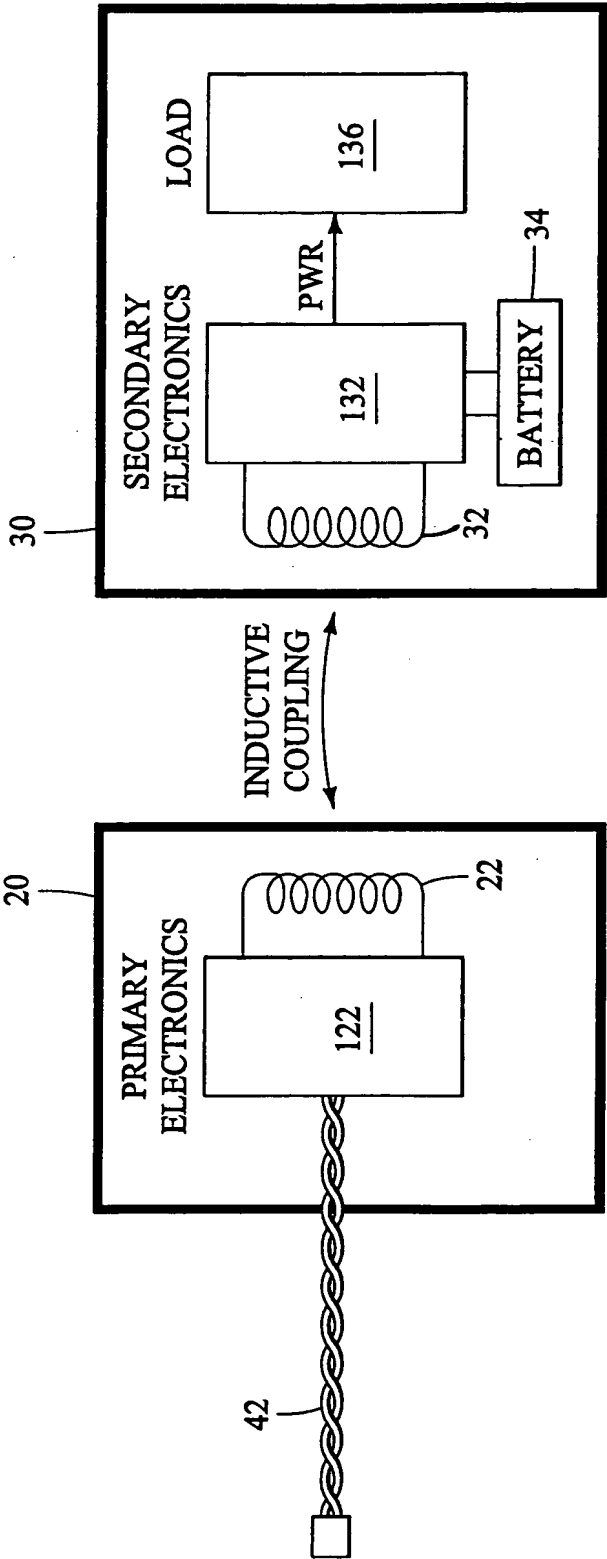 20
PRIMARY
ELECTRONICS
122
22
42
INDUCTIVE
COUPLING
30
SECONDARY
ELECTRONICS
132
32
PWR
LOAD
136
BATTERY
34